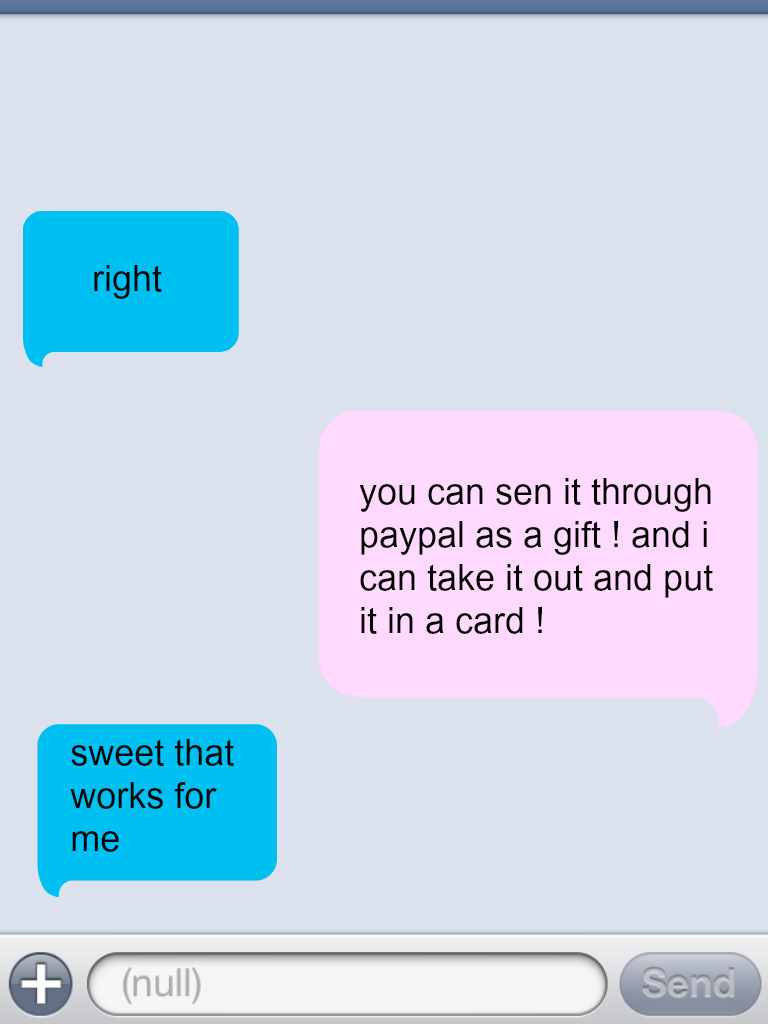 right
you can sen it through
paypal as a gift ! and i
can take it out and put
it in a card !
sweet that
works for
me
(null)
Send